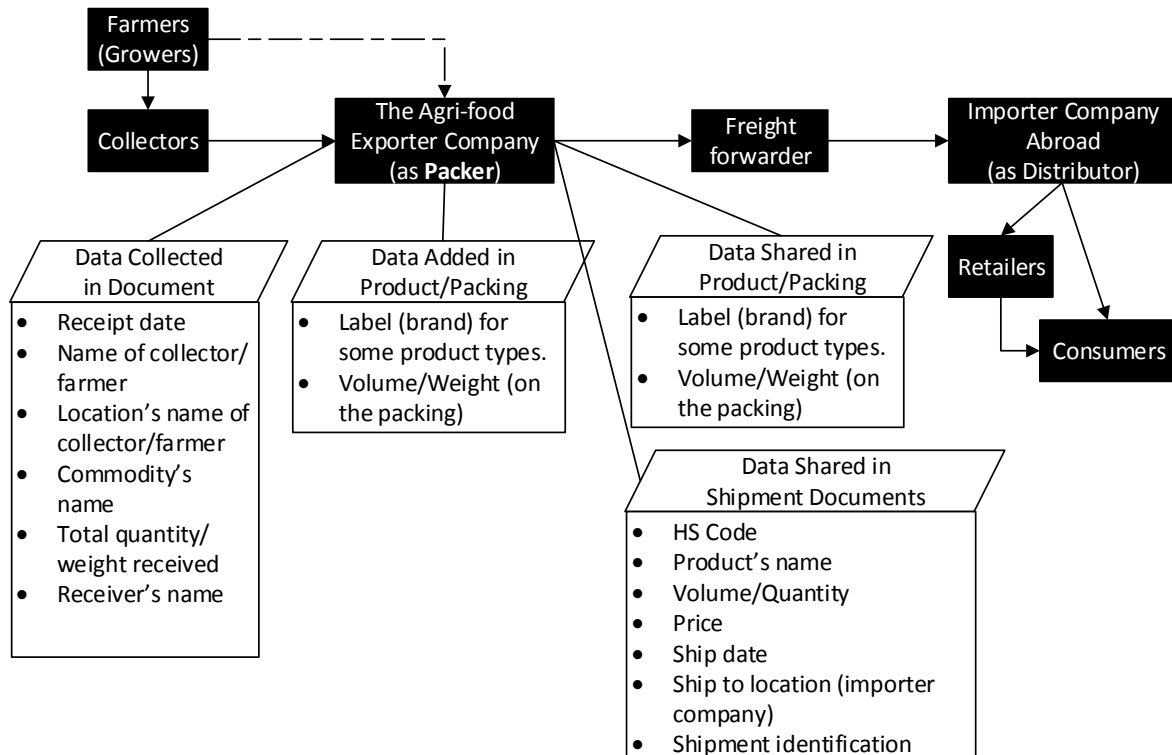 Farmers
(Growers)
Collectors
The Agri-food
Exporter Company
(as Packer)
Freight
forwarder
Importer Company
Abroad
(as Distributor)
Retailers
Consumers
Data Collected
in Document
• Receipt date
• Name of collector/
farmer
• Location's name of
collector/farmer
• Commodity's
name
• Total quantity/
weight received
• Receiver's name
Data Added in
Product/Packing
• Label (brand) for
some product types.
• Volume/Weight (on
the packing)
Data Shared in
Product/Packing
• Label (brand) for
some product types.
• Volume/Weight (on
the packing)
Data Shared in
Shipment Documents
• HS Code
• Product's name
• Volume/Quantity
• Price
• Ship date
• Ship to location (importer
company)
• Shipment identification